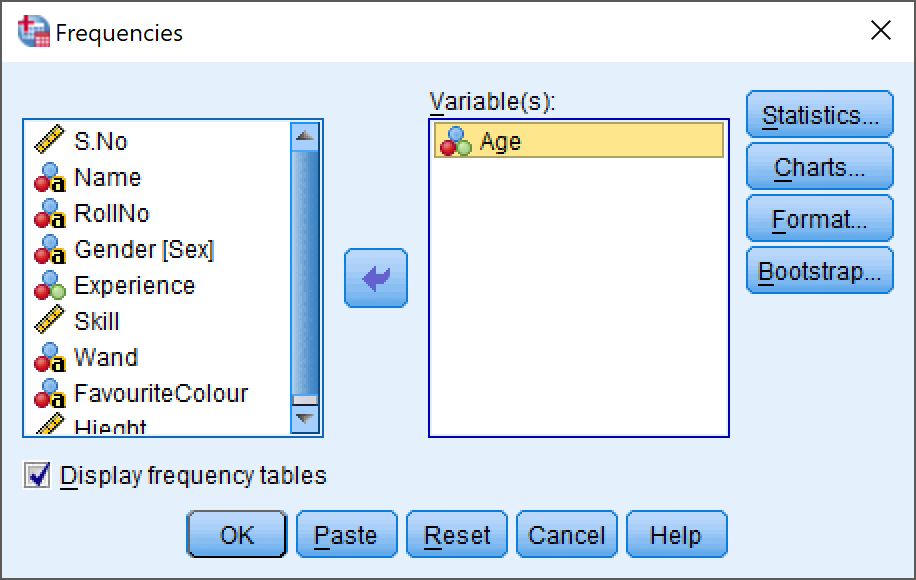 Frequencies
Variable(s):
S.No
Name
RollNo
Gender [Sex]
Experience
Skill
Wand
FavouriteColour
Hieght
Age
Statistics...
Charts...
Format...
Bootstrap...
Display frequency tables
OK
Paste
Reset
Cancel
Help